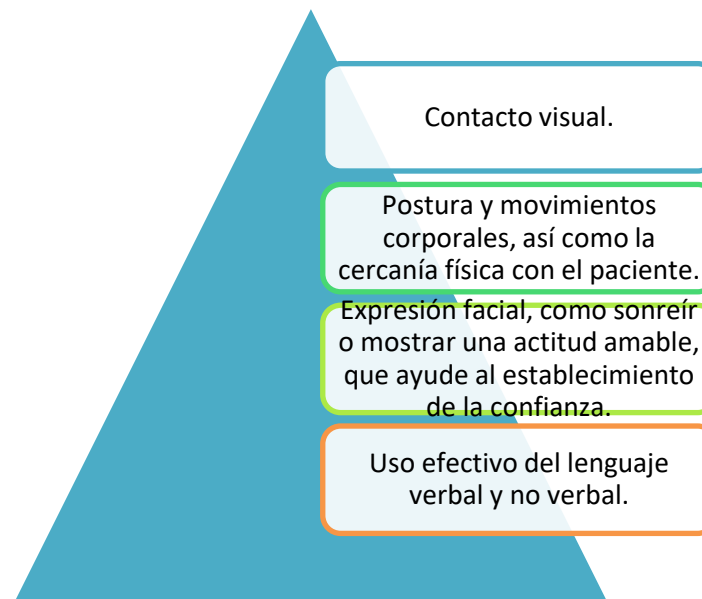 Contacto visual.
Postura y movimientos
corporales, así como la
cercanía física con el paciente.
Expresión facial, como sonreír
o mostrar una actitud amable,
que ayude al establecimiento
de la confianza.
Uso efectivo del lenguaje
verbal y no verbal.